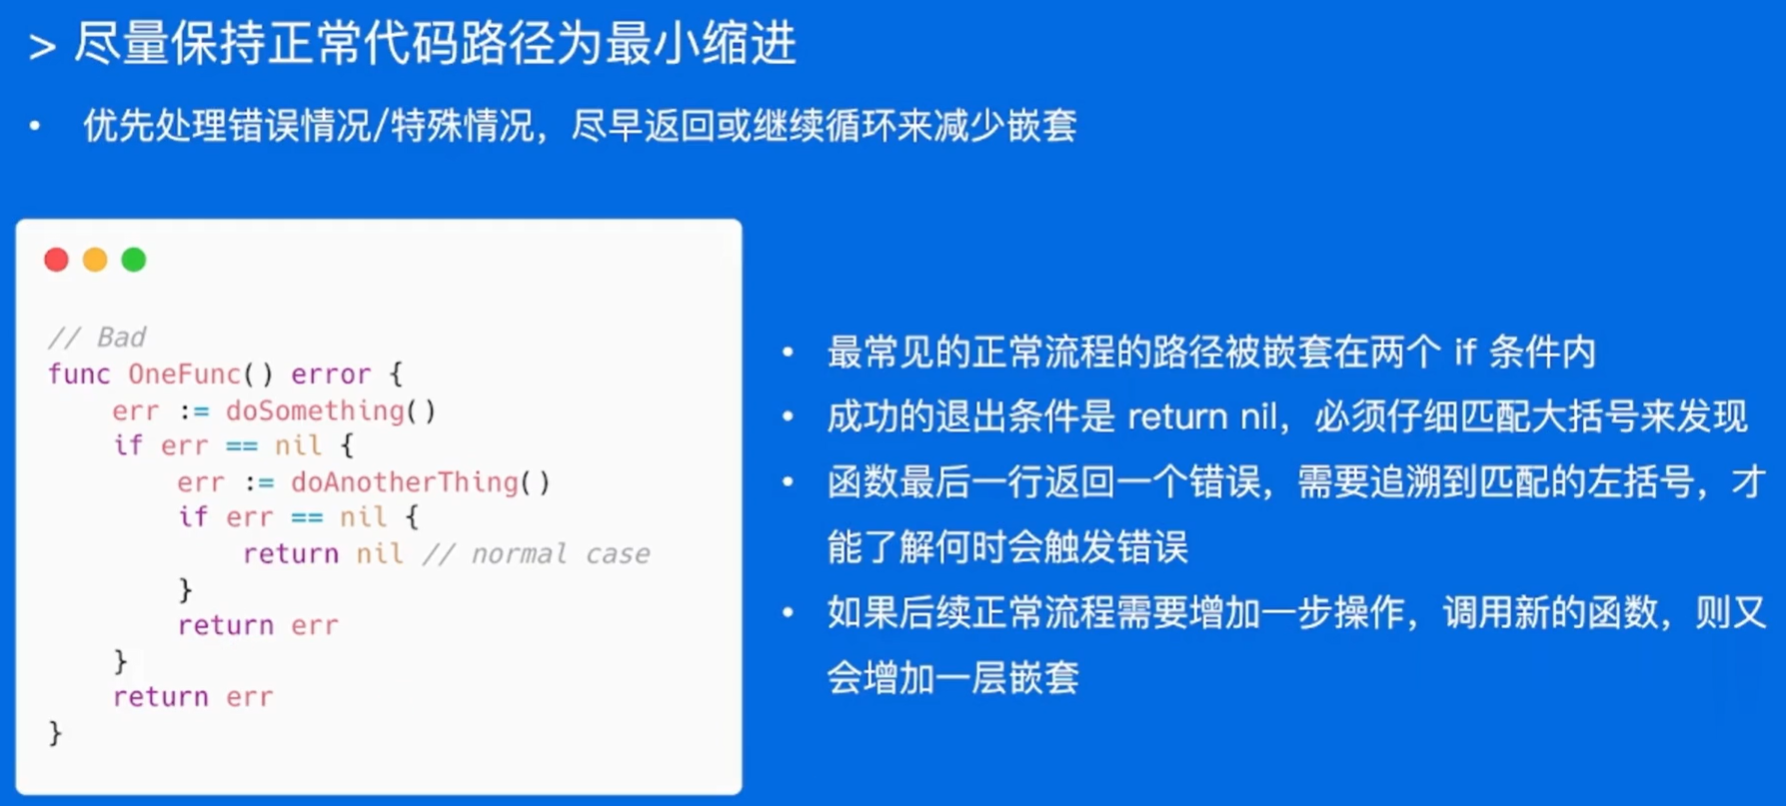 > 尽量保持正常代码路径为最小缩进
• 优先处理错误情况/特殊情况，尽早返回或继续循环来减少嵌套
// Bad
func OneFunc() error {
    err := doSomething()
    if err == nil {
        err := doAnotherThing()
        if err == nil {
            return nil // normal case
        }
        return err
    }
    return err
}
• 最常见的正常流程的路径被嵌套在两个 if 条件内
• 成功的退出条件是 return nil，必须仔细匹配大括号来发现
• 函数最后一行返回一个错误，需要追溯到匹配的左括号，才
能了解何时会触发错误
• 如果后续正常流程需要增加一步操作，调用新的函数，则又
会增加一层嵌套